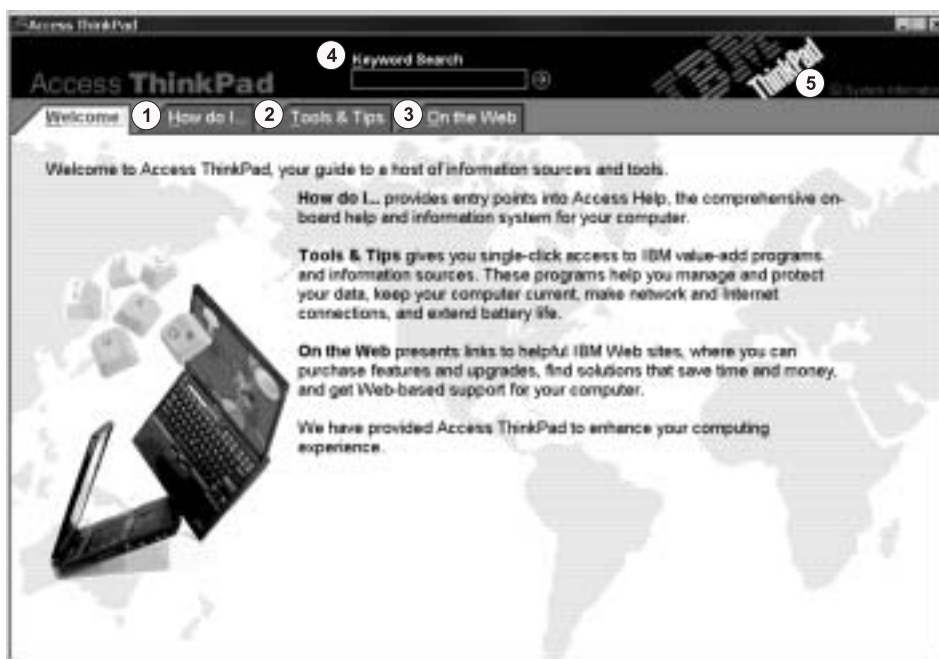 Access ThinkPad
4 Keyword Search
Access ThinkPad
IBM
ThinkPad
5 System Information
Welcome 1 How do I... 2 Tools & Tips 3 On the Web
Welcome to Access ThinkPad, your guide to a host of information sources and tools.
How do I... provides entry points into Access Help, the comprehensive on-
board help and information system for your computer.
Tools & Tips gives you single-click access to IBM value-add programs
and information sources. These programs help you manage and protect
your data, keep your computer current, make network and Internet
connections, and extend battery life.
On the Web presents links to helpful IBM Web sites, where you can
purchase features and upgrades, find solutions that save time and money,
and get Web-based support for your computer.
We have provided Access ThinkPad to enhance your computing
experience.